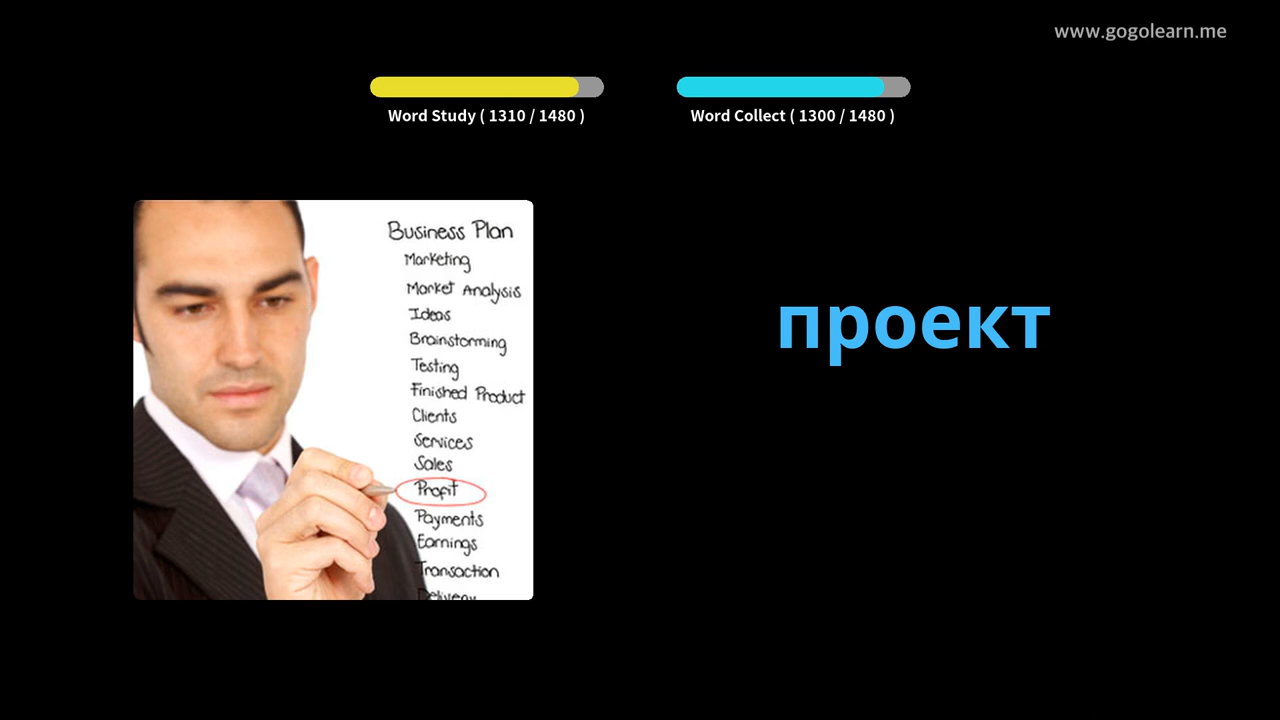 www.gogolearn.me
Word Study ( 1310 / 1480 )
Word Collect ( 1300 / 1480 )
Business Plan
Marketing
Market Analysis
Ideas
Brainstorming
Testing
Finished Product
Clients
Services
Sales
Profit
Payments
Earnings
Transaction
Delivery
проект